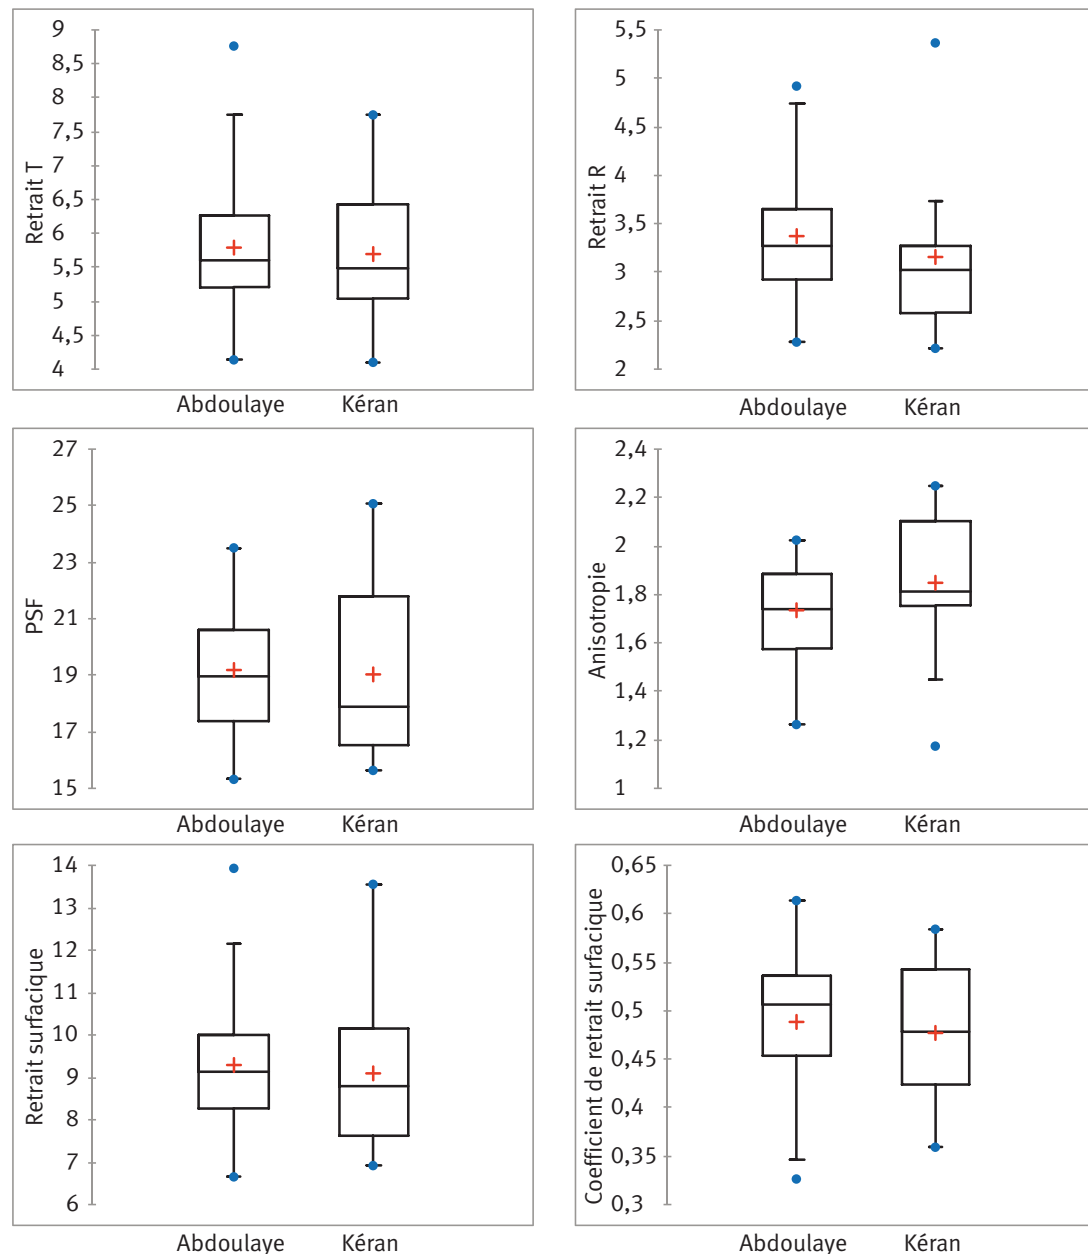 Retrait T
9
8,5
8
7,5
7
6,5
6
5,5
5
4,5
4
Abdoulaye
Kéran
Retrait R
5,5
5
4,5
4
3,5
3
2,5
2
Abdoulaye
Kéran
PSF
27
25
23
21
19
17
15
Abdoulaye
Kéran
Anisotropie
2,4
2,2
2
1,8
1,6
1,4
1,2
1
Abdoulaye
Kéran
Retrait surfacique
14
13
12
11
10
9
8
7
6
Abdoulaye
Kéran
Coefficient de retrait surfacique
0,65
0,6
0,55
0,5
0,45
0,4
0,35
0,3
Abdoulaye
Kéran